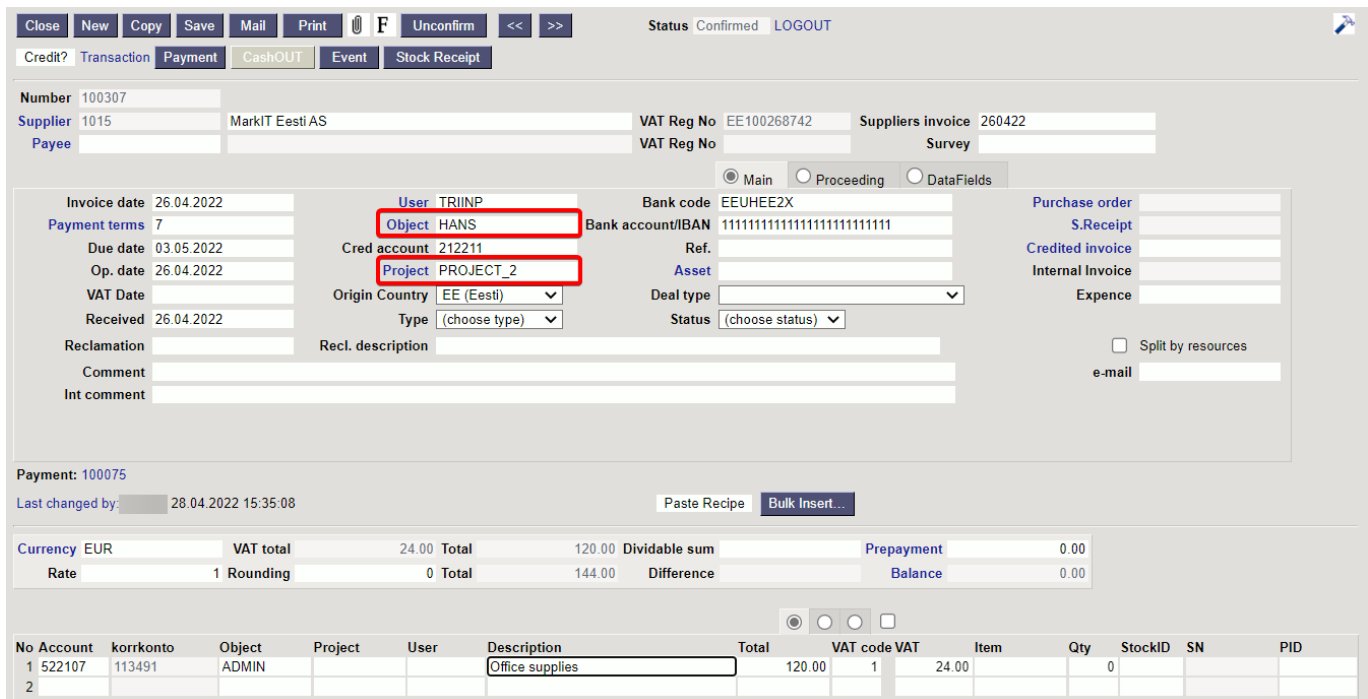 Close New Copy Save Mail Print F Unconfirm << >> Status Confirmed LOGOUT
Credit? Transaction Payment CashOUT Event Stock Receipt
Number 100307
Supplier 1015 MarkIT Eesti AS VAT Reg No EE100268742 Suppliers invoice 260422
Payee VAT Reg No Survey
Main Proceeding DataFields
Invoice date 26.04.2022 User TRIINP Bank code EEUHEE2X Purchase order
Payment terms 7 Object HANS Bank account/IBAN 1111111111111111111111111 S.Receipt
Due date 03.05.2022 Cred account 212211 Ref. Credited invoice
Op. date 26.04.2022 Project PROJECT_2 Asset Internal Invoice
VAT Date Origin Country EE (Eesti) Deal type Expence
Received 26.04.2022 Type (choose type) Status (choose status)
Reclamation Recl. description Split by resources
Comment e-mail
Int comment
Payment: 100075
Last changed by: 28.04.2022 15:35:08 Paste Recipe Bulk Insert...
Currency EUR VAT total 24.00 Total 120.00 Dividable sum Prepayment 0.00
Rate 1 Rounding 0 Total 144.00 Difference Balance 0.00
No Account korrkonto Object Project User Description Total VAT code VAT Item Qty StockID SN PID
1 522107 113491 ADMIN Office supplies 120.00 1 24.00 0
2